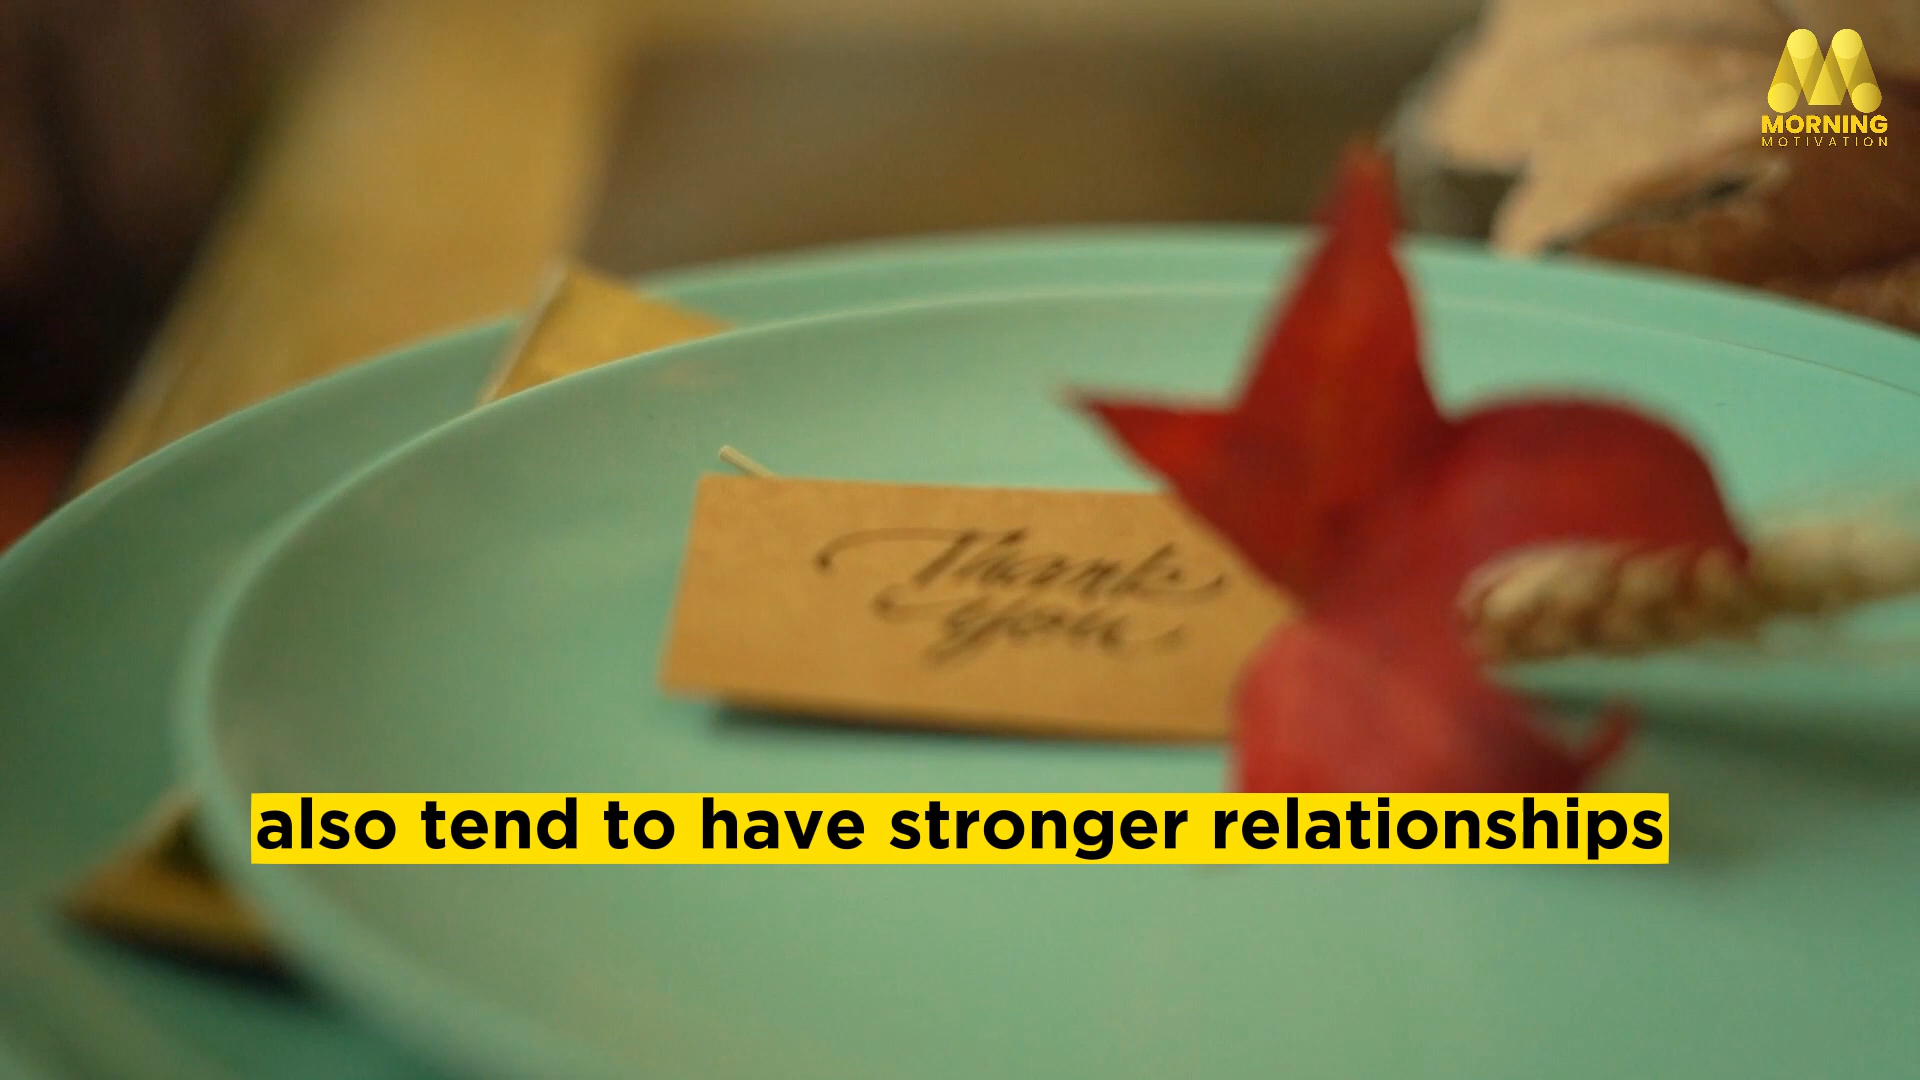 MORNING
MOTIVATION
Thank
you
also tend to have stronger relationships